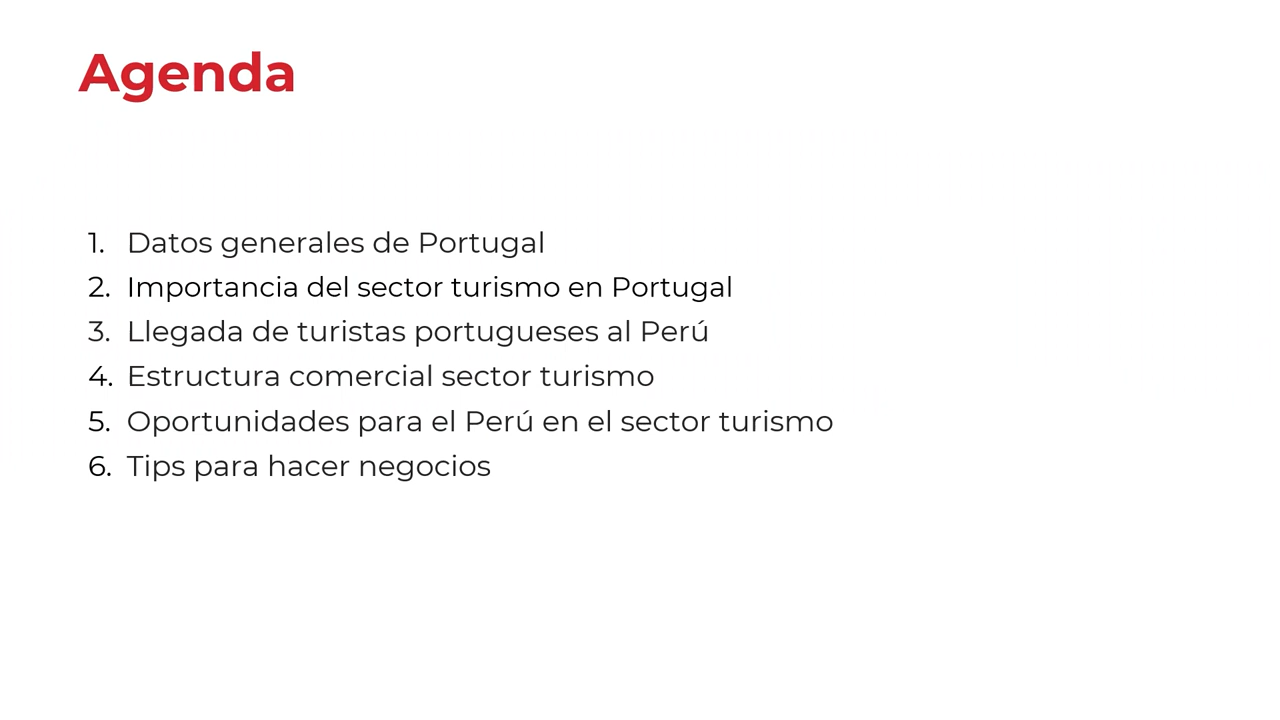 Agenda
1. Datos generales de Portugal
2. Importancia del sector turismo en Portugal
3. Llegada de turistas portugueses al Perú
4. Estructura comercial sector turismo
5. Oportunidades para el Perú en el sector turismo
6. Tips para hacer negocios